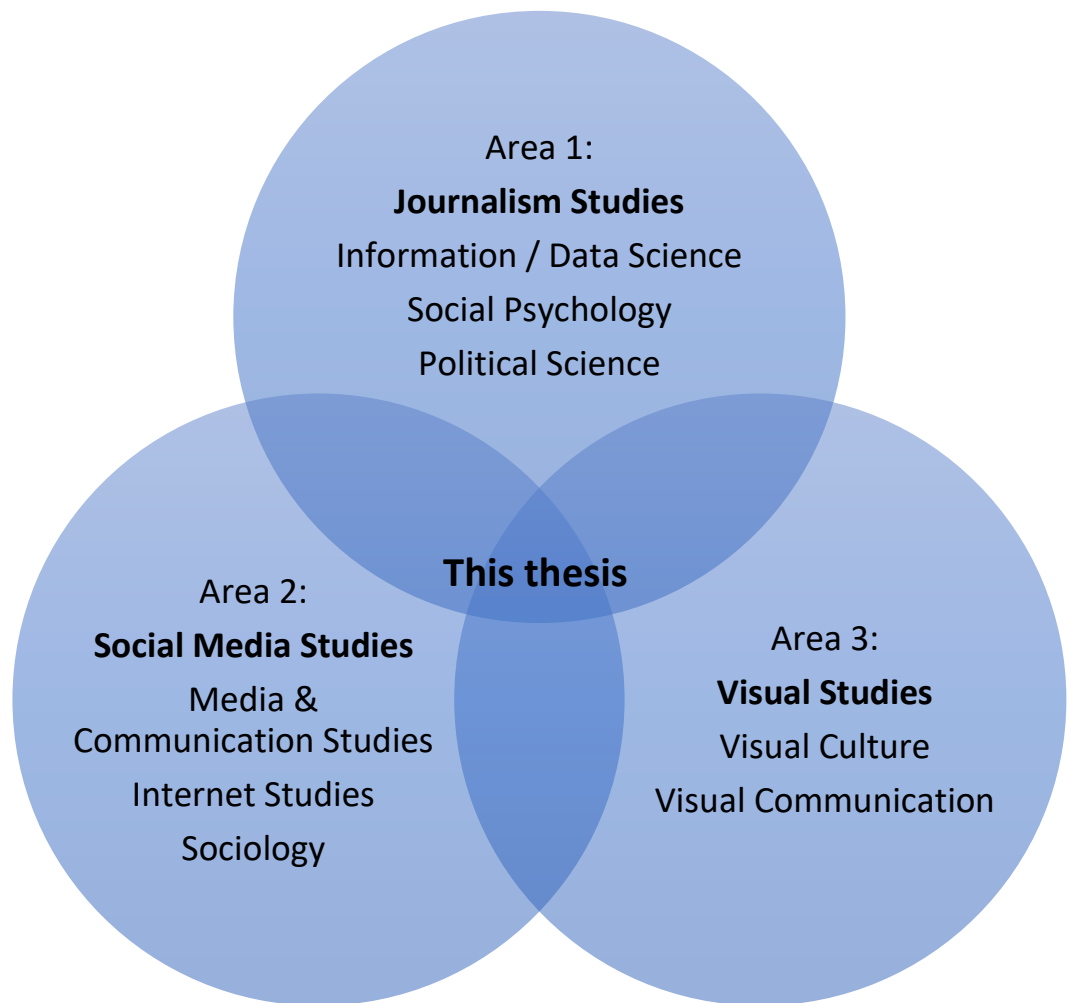 Area 1:
Journalism Studies
Information / Data Science
Social Psychology
Political Science
This thesis
Area 2:
Social Media Studies
Media &
Communication Studies
Internet Studies
Sociology
Area 3:
Visual Studies
Visual Culture
Visual Communication